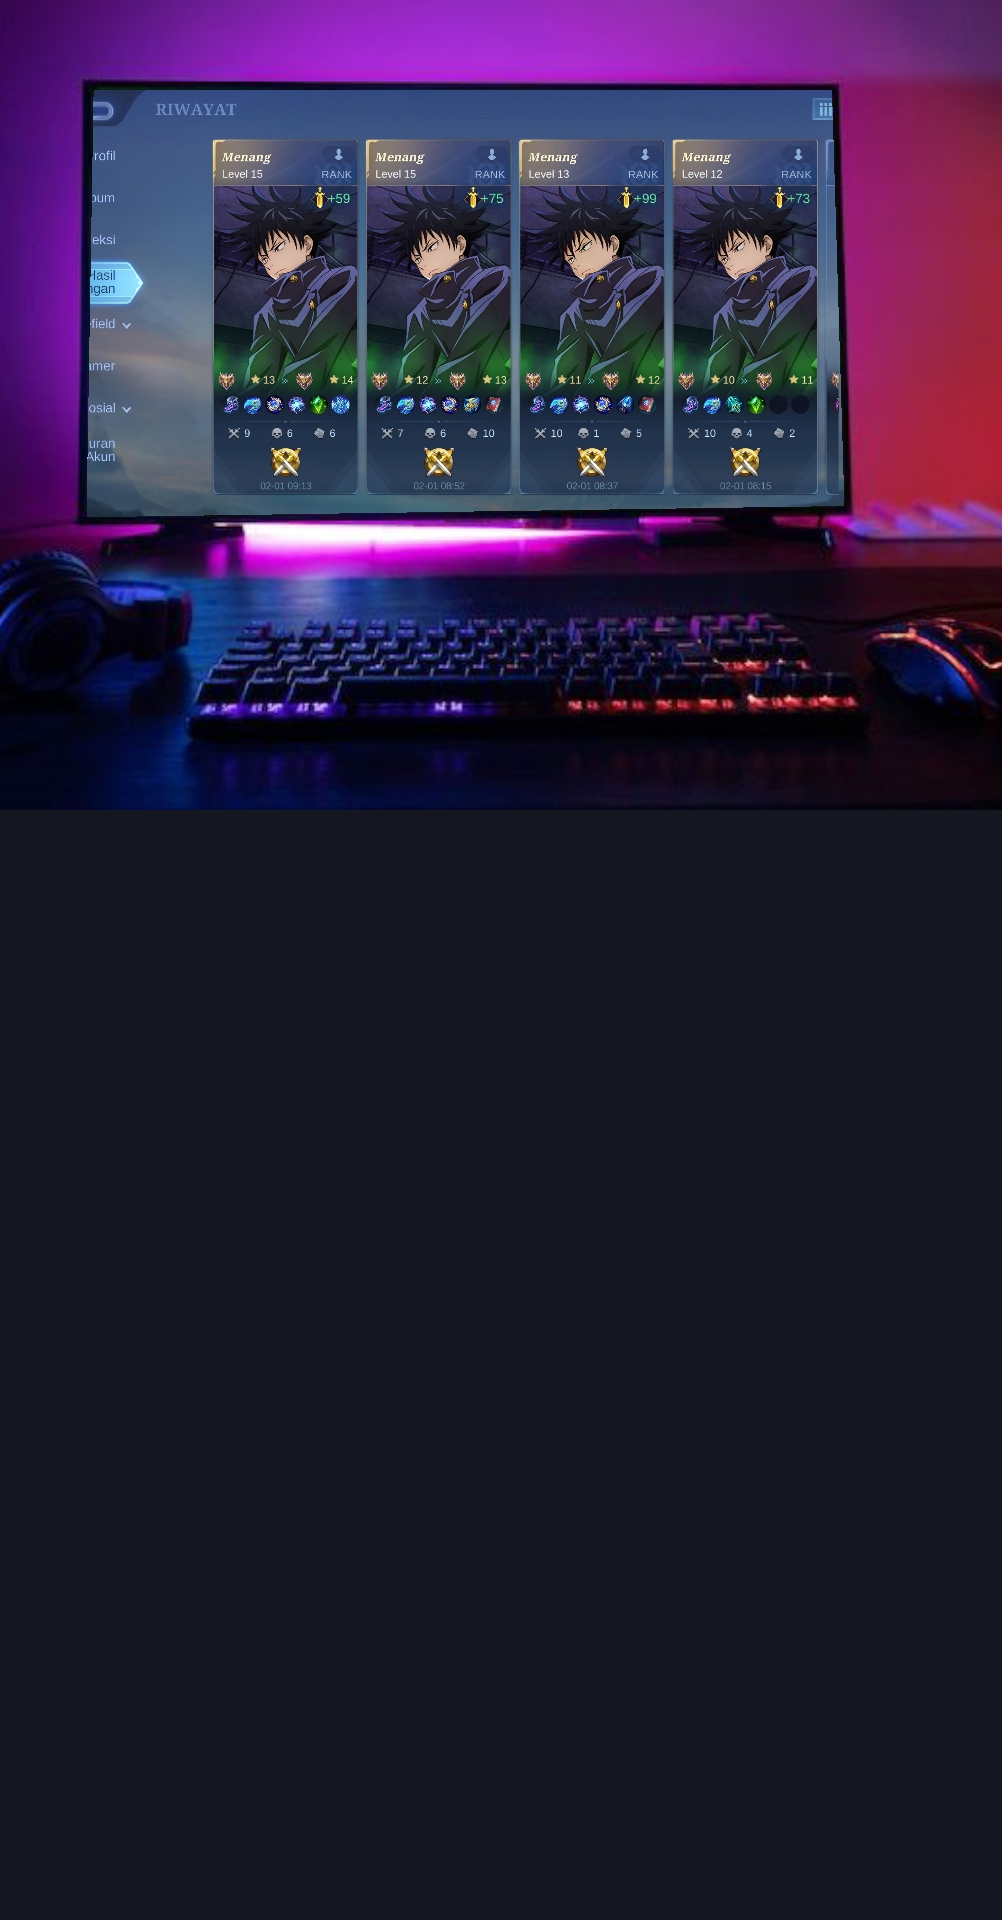 RIWAYAT
Menang
Level 15
RANK
+59
13 » 14
9 6 6
02-01 09:13
Menang
Level 15
RANK
+75
12 » 13
7 6 10
02-01 08:52
Menang
Level 13
RANK
+99
11 » 12
10 1 5
02-01 08:37
Menang
Level 12
RANK
+73
10 » 11
10 4 2
02-01 08:15
rofil
bum
eksi
Hasil
ngan
field
amer
osial
uran
Akun